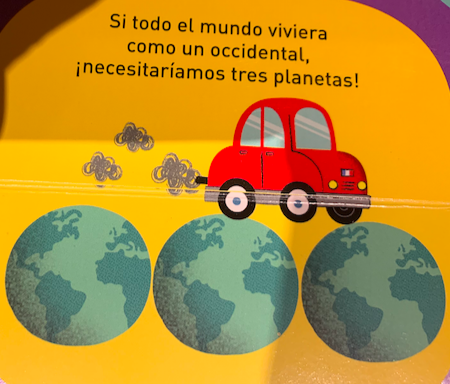 Si todo el mundo viviera
como un occidental,
¡necesitaríamos tres planetas!